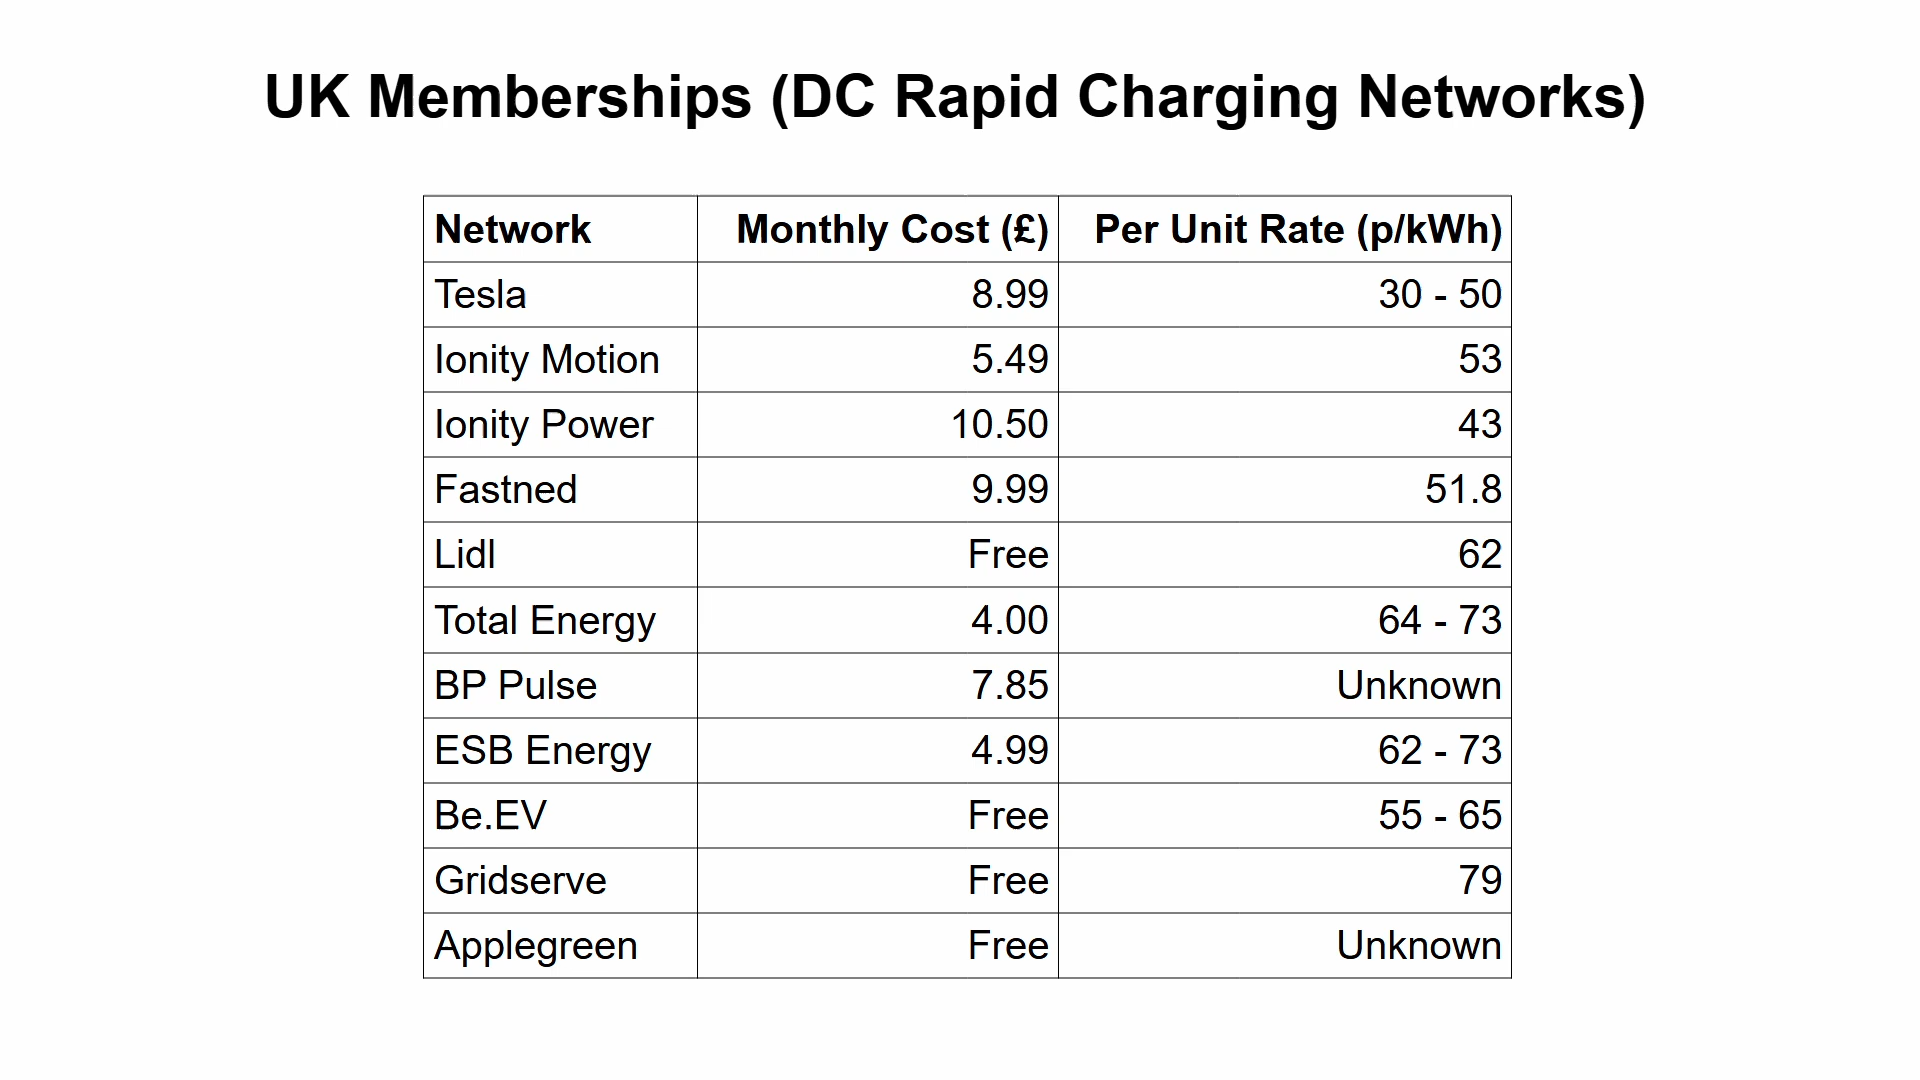 UK Memberships (DC Rapid Charging Networks)
Network Monthly Cost (£) Per Unit Rate (p/kWh)
Tesla 8.99 30 - 50
Ionity Motion 5.49 53
Ionity Power 10.50 43
Fastned 9.99 51.8
Lidl Free 62
Total Energy 4.00 64 - 73
BP Pulse 7.85 Unknown
ESB Energy 4.99 62 - 73
Be.EV Free 55 - 65
Gridserve Free 79
Applegreen Free Unknown